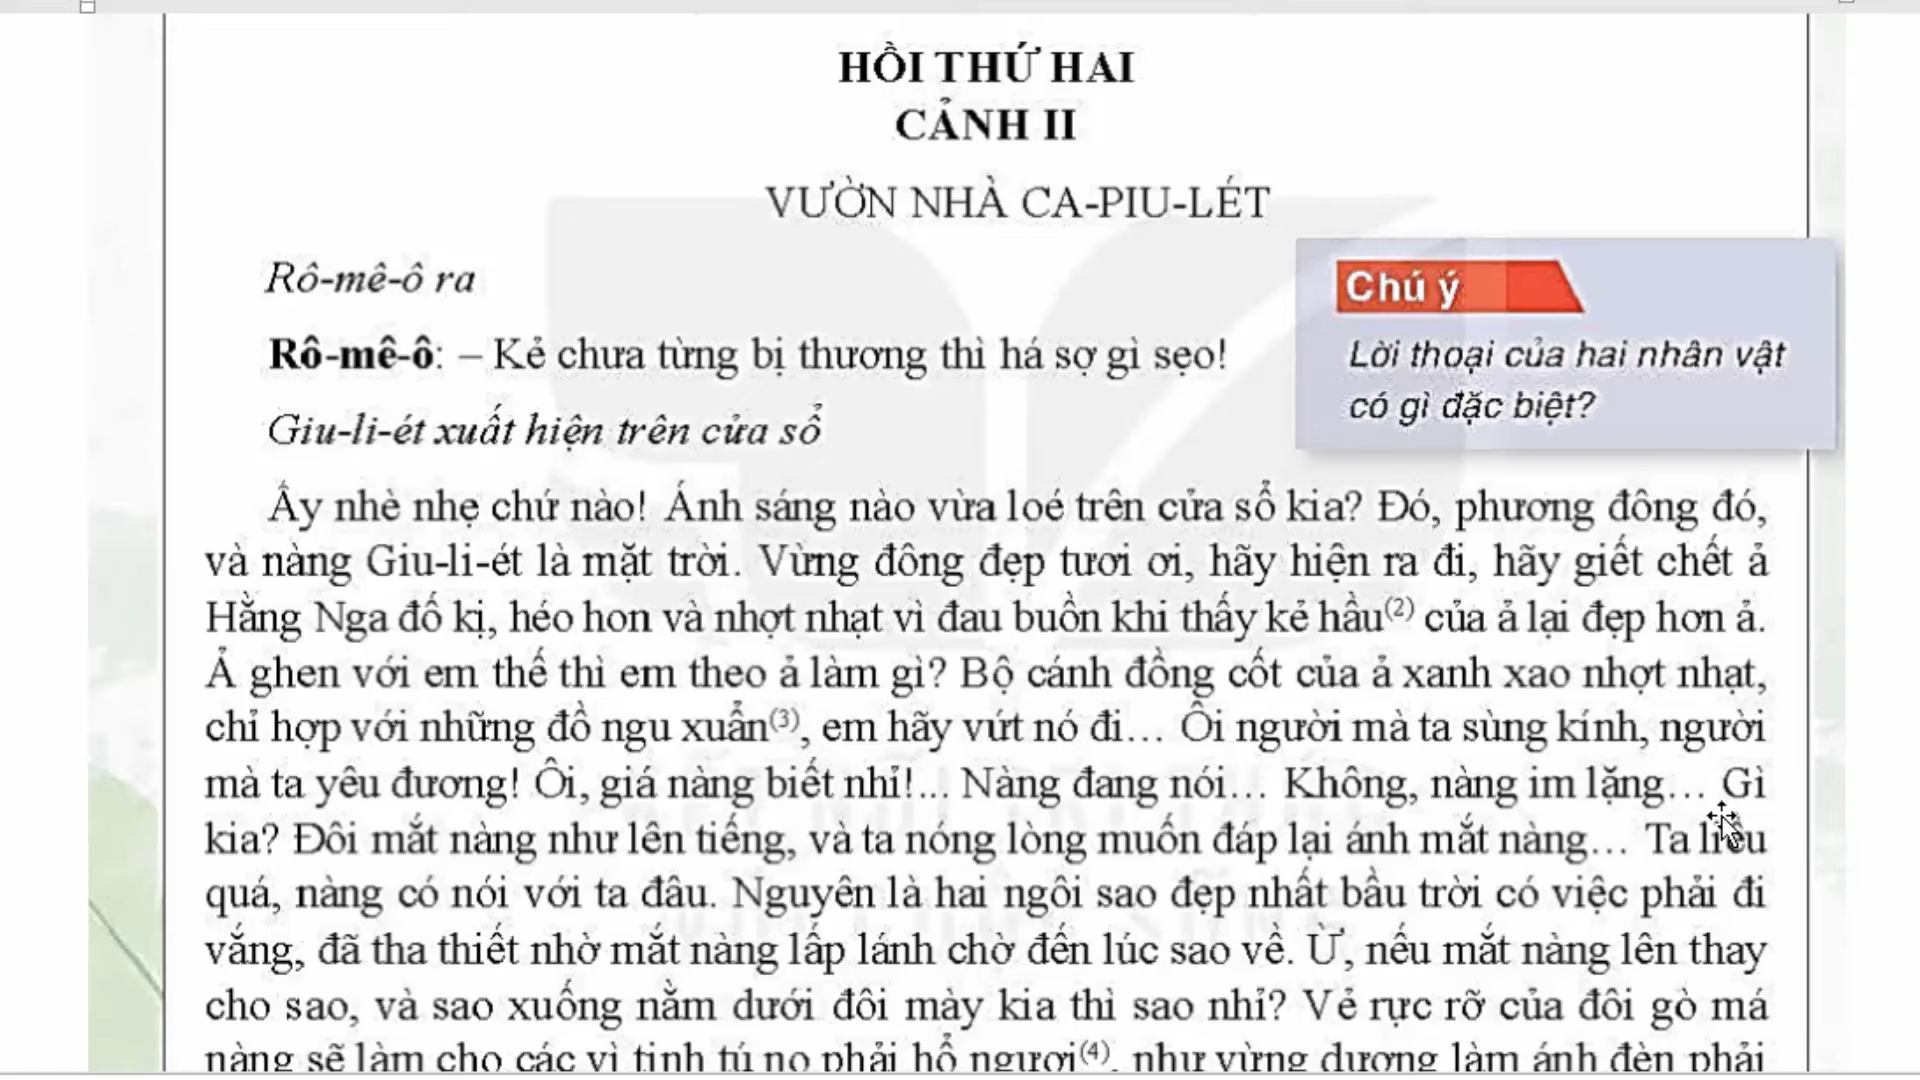 HỒI THỨ HAI
CẢNH II
VƯỜN NHÀ CA-PIU-LÉT
Rô-mê-ô ra
Rô-mê-ô: – Kẻ chưa từng bị thương thì há sợ gì sẹo!
Chú ý
Lời thoại của hai nhân vật
có gì đặc biệt?
Giu-li-ét xuất hiện trên cửa sổ
Ấy nhè nhẹ chứ nào! Ánh sáng nào vừa loé trên cửa sổ kia? Đó, phương đông đó,
và nàng Giu-li-ét là mặt trời. Vừng đông đẹp tươi ơi, hãy hiện ra đi, hãy giết chết ả
Hằng Nga đố kị, héo hon và nhợt nhạt vì đau buồn khi thấy kẻ hầu(2) của ả lại đẹp hơn ả.
Ả ghen với em thế thì em theo ả làm gì? Bộ cánh đồng cốt của ả xanh xao nhợt nhạt,
chỉ hợp với những đồ ngu xuẩn(3), em hãy vứt nó đi... Ôi người mà ta sùng kính, người
mà ta yêu đương! Ôi, giá nàng biết nhỉ!... Nàng đang nói... Không, nàng im lặng... Gì
kia? Đôi mắt nàng như lên tiếng, và ta nóng lòng muốn đáp lại ánh mắt nàng... Ta liều
quá, nàng có nói với ta đâu. Nguyên là hai ngôi sao đẹp nhất bầu trời có việc phải đi
vắng, đã tha thiết nhờ mắt nàng lấp lánh chờ đến lúc sao về. Ừ, nếu mắt nàng lên thay
cho sao, và sao xuống nằm dưới đôi mày kia thì sao nhỉ? Vẻ rực rỡ của đôi gò má
nàng sẽ làm cho các vì tinh tú nọ phải hổ ngươi(4), như vừng dương làm ánh đèn phải